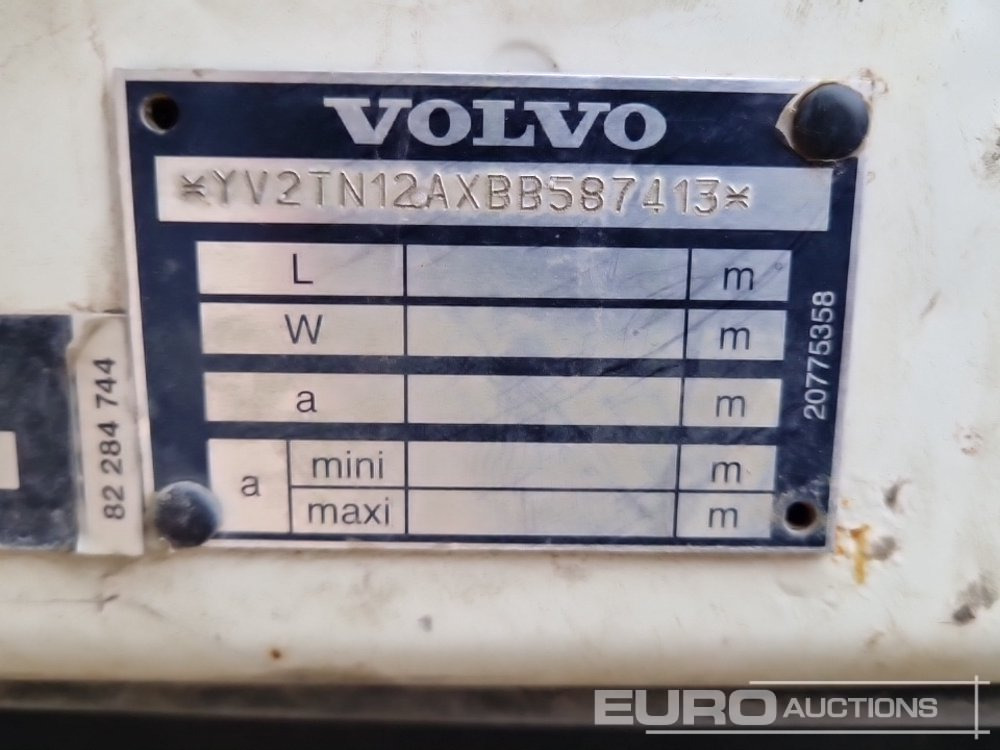 VOLVO
*YV2TN12AXBB587413*
L m
W m
a m
a mini m
maxi m
20775358
82 284 744
EURO AUCTIONS